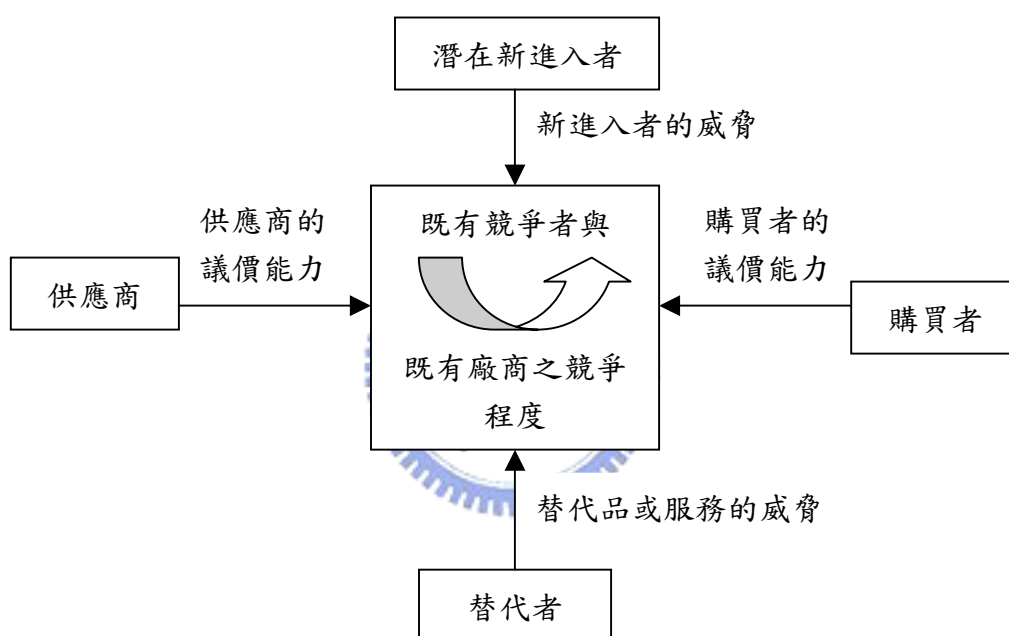 潛在新進入者
新進入者的威脅
供應商的
議價能力
供應商
既有競爭者與
既有廠商之競爭
程度
購買者的
議價能力
購買者
替代品或服務的威脅
替代者